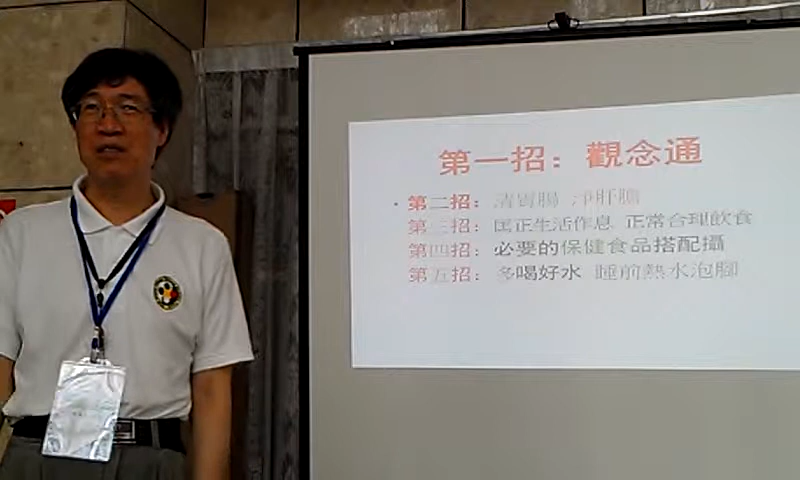 第一招：觀念通
• 第二招：清胃腸 淨肝膽
第三招：匡正生活作息 正常合理飲食
第四招：必要的保健食品搭配攝
第五招：多喝好水 睡前熱水泡腳